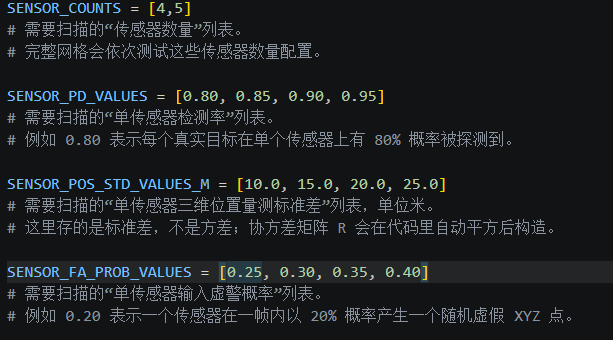 SENSOR_COUNTS = [4,5]
# 需要扫描的“传感器数量”列表。
# 完整网格会依次测试这些传感器数量配置。
SENSOR_PD_VALUES = [0.80, 0.85, 0.90, 0.95]
# 需要扫描的“单传感器检测率”列表。
# 例如 0.80 表示每个真实目标在单个传感器上有 80% 概率被探测到。
SENSOR_POS_STD_VALUES_M = [10.0, 15.0, 20.0, 25.0]
# 需要扫描的“单传感器三维位置量测标准差”列表，单位米。
# 这里存的是标准差，不是方差；协方差矩阵 R 会在代码里自动平方后构造。
SENSOR_FA_PROB_VALUES = [0.25, 0.30, 0.35, 0.40]
# 需要扫描的“单传感器输入虚警概率”列表。
# 例如 0.20 表示一个传感器在一帧内以 20% 概率产生一个随机虚假 XYZ 点。